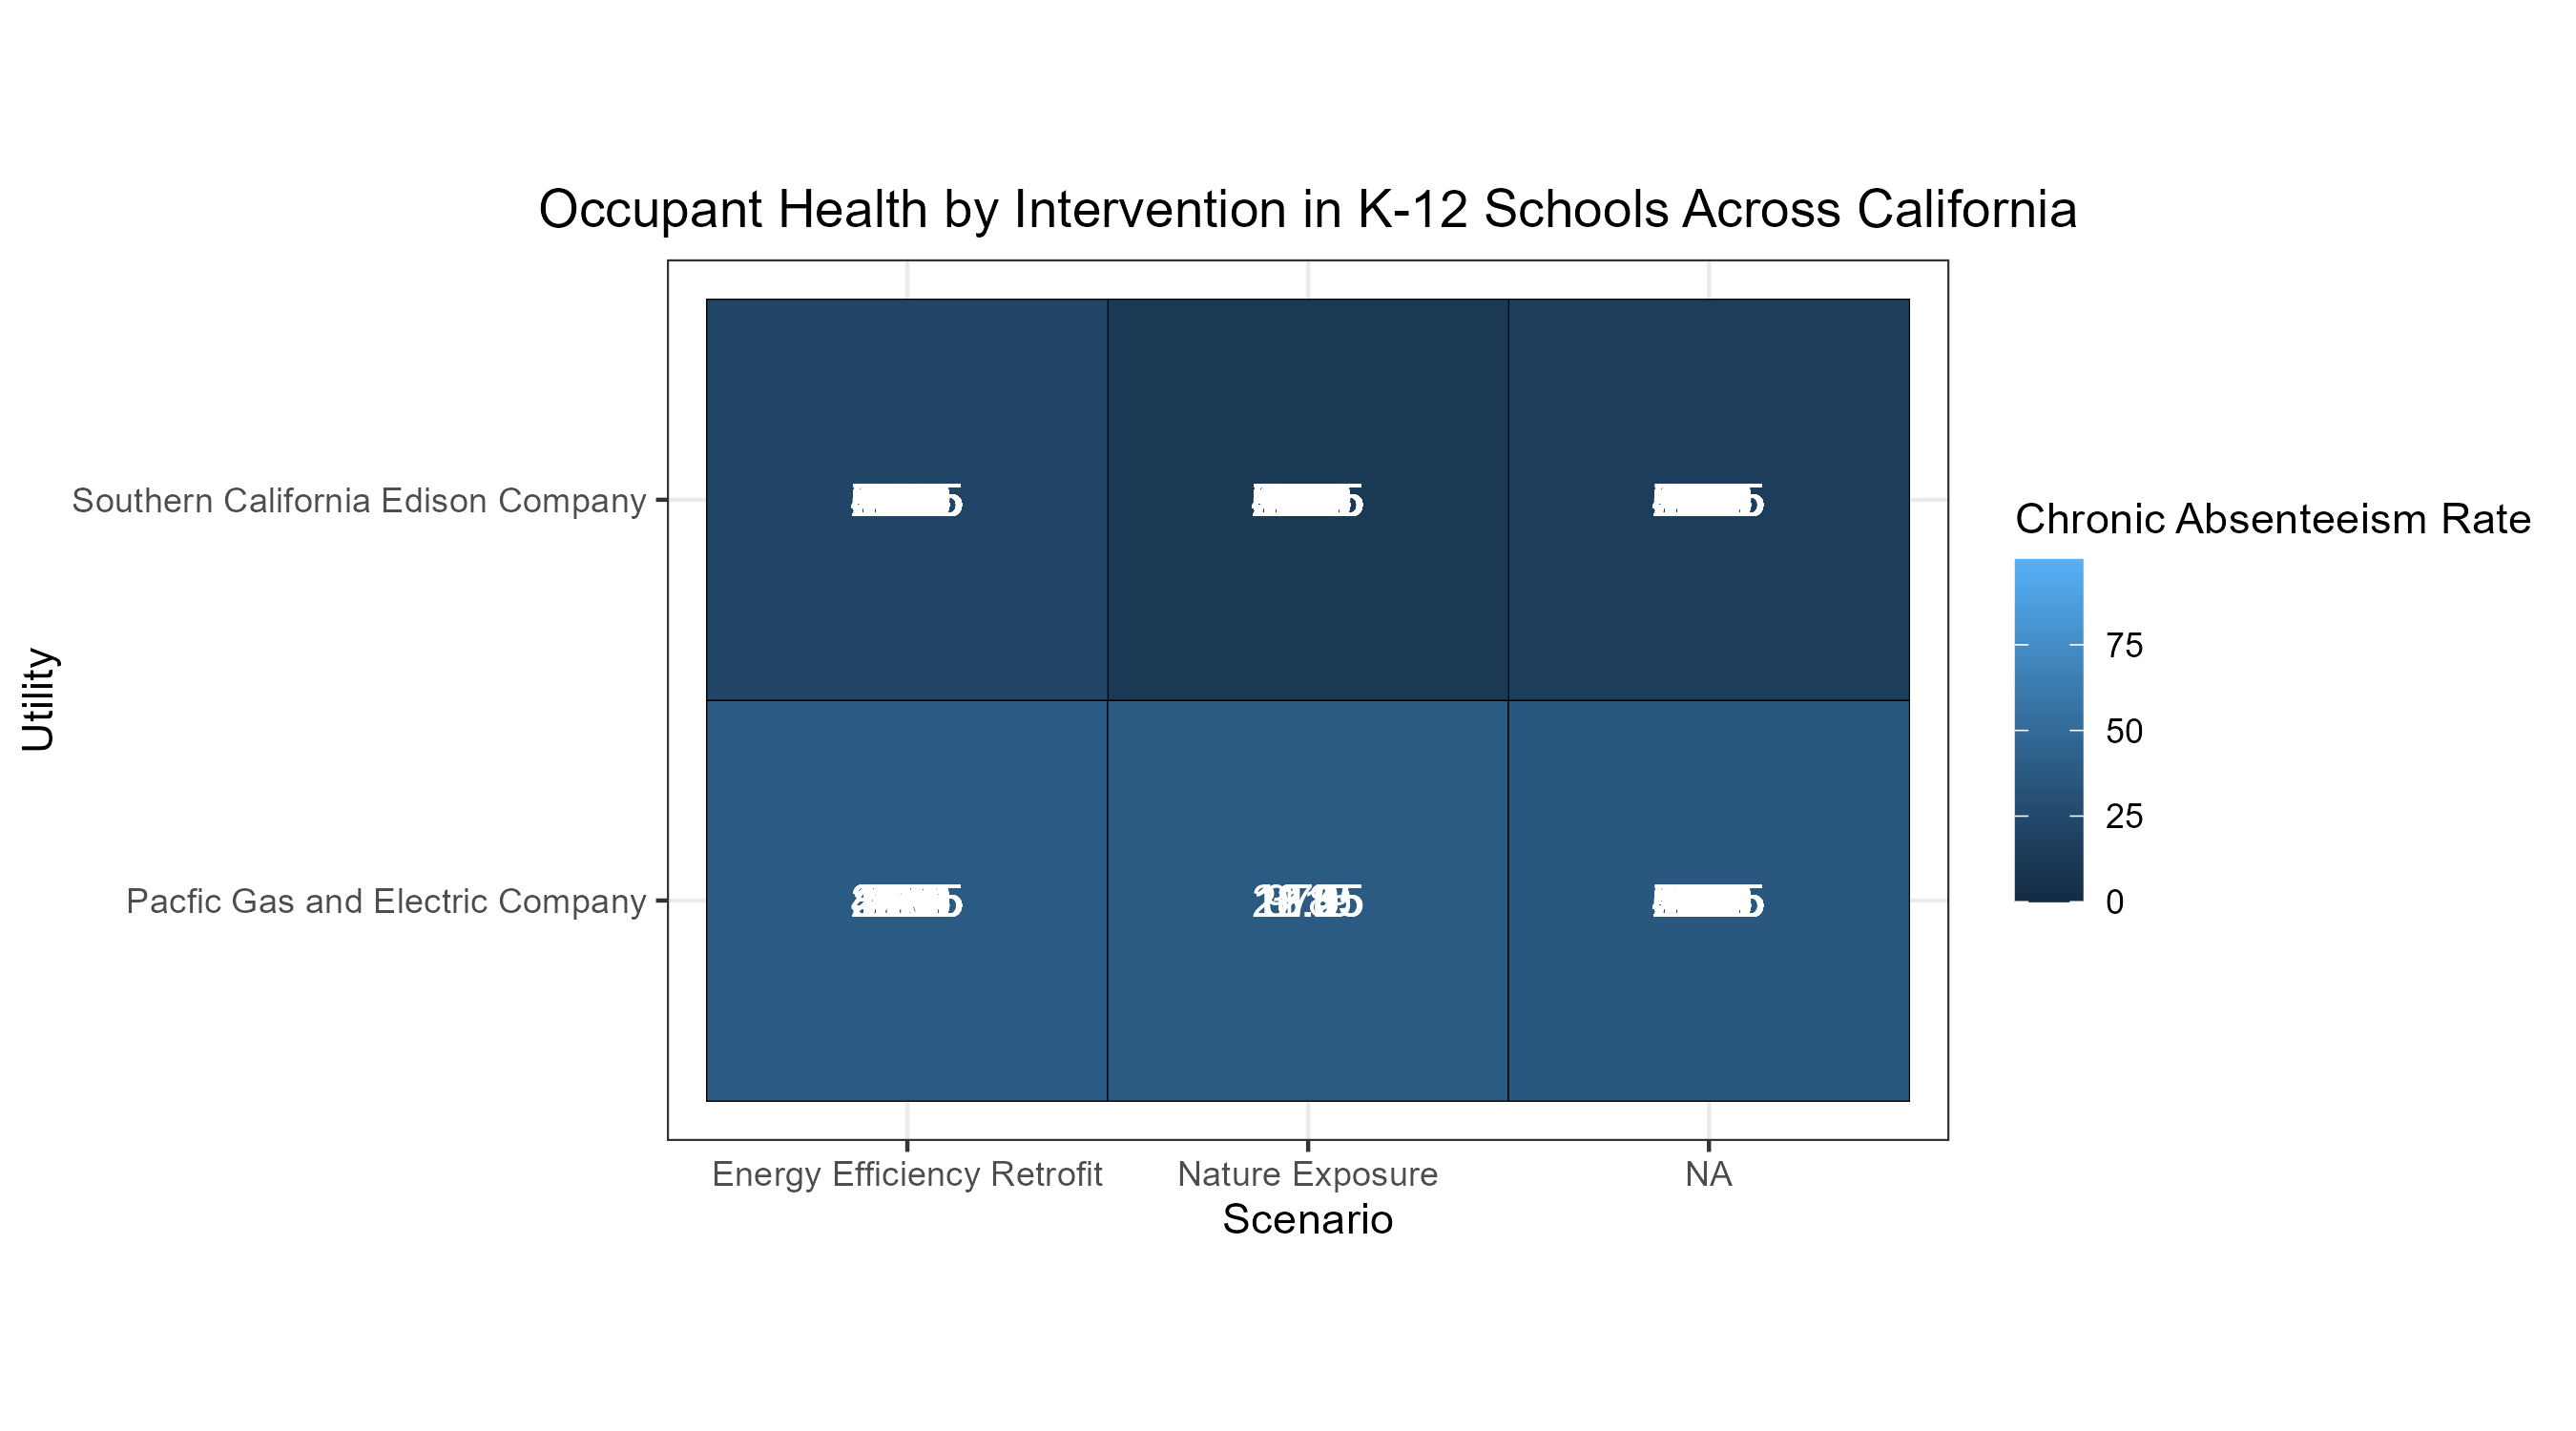 Occupant Health by Intervention in K-12 Schools Across California
Southern California Edison Company
Pacfic Gas and Electric Company
Utility
Energy Efficiency Retrofit
Nature Exposure
NA
Scenario
Chronic Absenteeism Rate
75
50
25
0